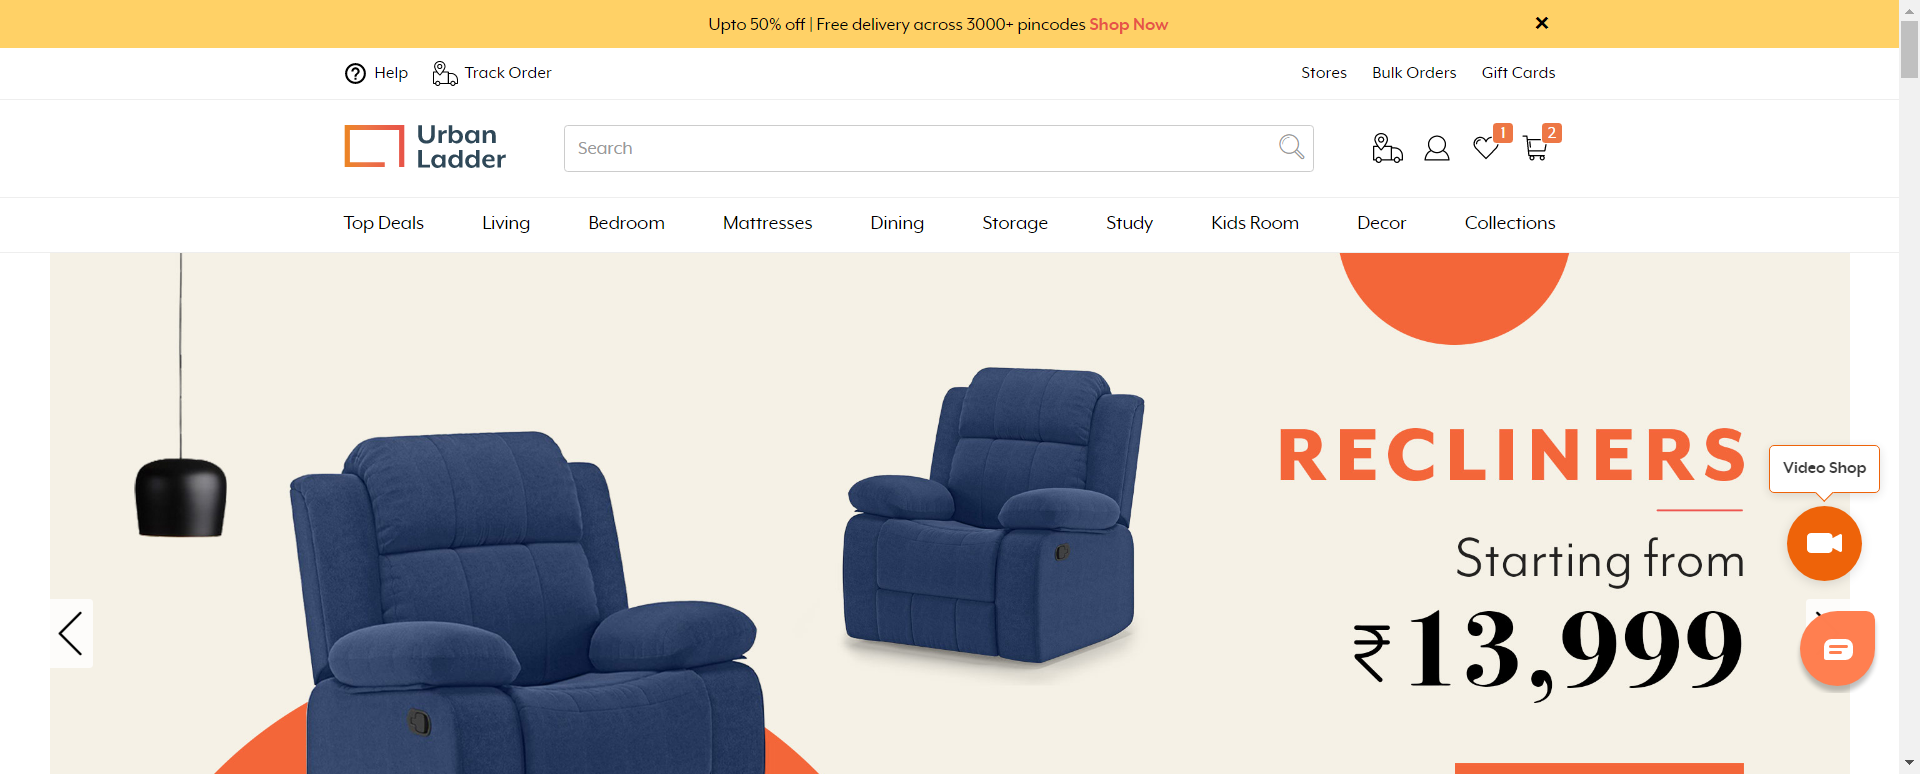 Upto 50% off | Free delivery across 3000+ pincodes Shop Now
Help
Track Order
Stores
Bulk Orders
Gift Cards
Urban
Ladder
Search
1
2
Top Deals
Living
Bedroom
Mattresses
Dining
Storage
Study
Kids Room
Decor
Collections
RECLINERS
Video Shop
Starting from
₹13,999